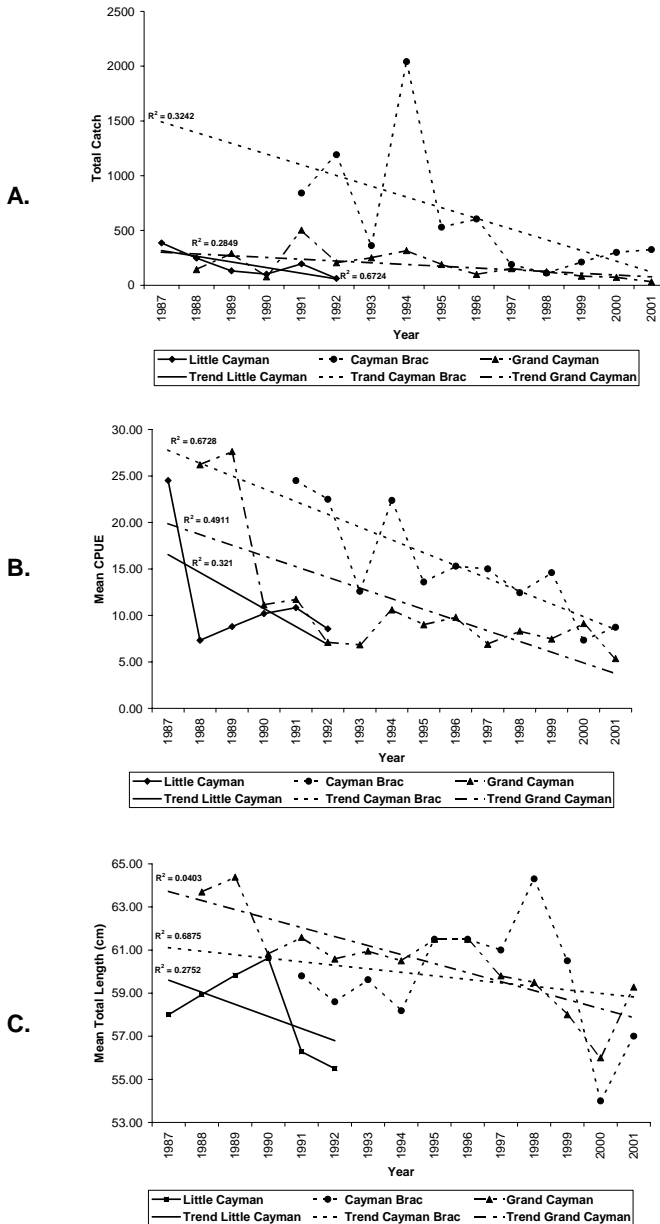 A.
Total Catch
2500
2000
1500
1000
500
0
R² = 0.3242
R² = 0.2849
R² = 0.6724
1987 1988 1989 1990 1991 1992 1993 1994 1995 1996 1997 1998 1999 2000 2001
Year
Little Cayman Cayman Brac Grand Cayman
Trend Little Cayman Trand Cayman Brac Trend Grand Cayman
B.
Mean CPUE
30.00
25.00
20.00
15.00
10.00
5.00
0.00
R² = 0.6728
R² = 0.4911
R² = 0.321
1987 1988 1989 1990 1991 1992 1993 1994 1995 1996 1997 1998 1999 2000 2001
Year
Little Cayman Cayman Brac Grand Cayman
Trend Little Cayman Trend Cayman Brac Trend Grand Cayman
C.
Mean Total Length (cm)
65.00
63.00
61.00
59.00
57.00
55.00
53.00
R² = 0.0403
R² = 0.6875
R² = 0.2752
1987 1988 1989 1990 1991 1992 1993 1994 1995 1996 1997 1998 1999 2000 2001
Year
Little Cayman Cayman Brac Grand Cayman
Trend Little Cayman Trend Cayman Brac Trend Grand Cayman